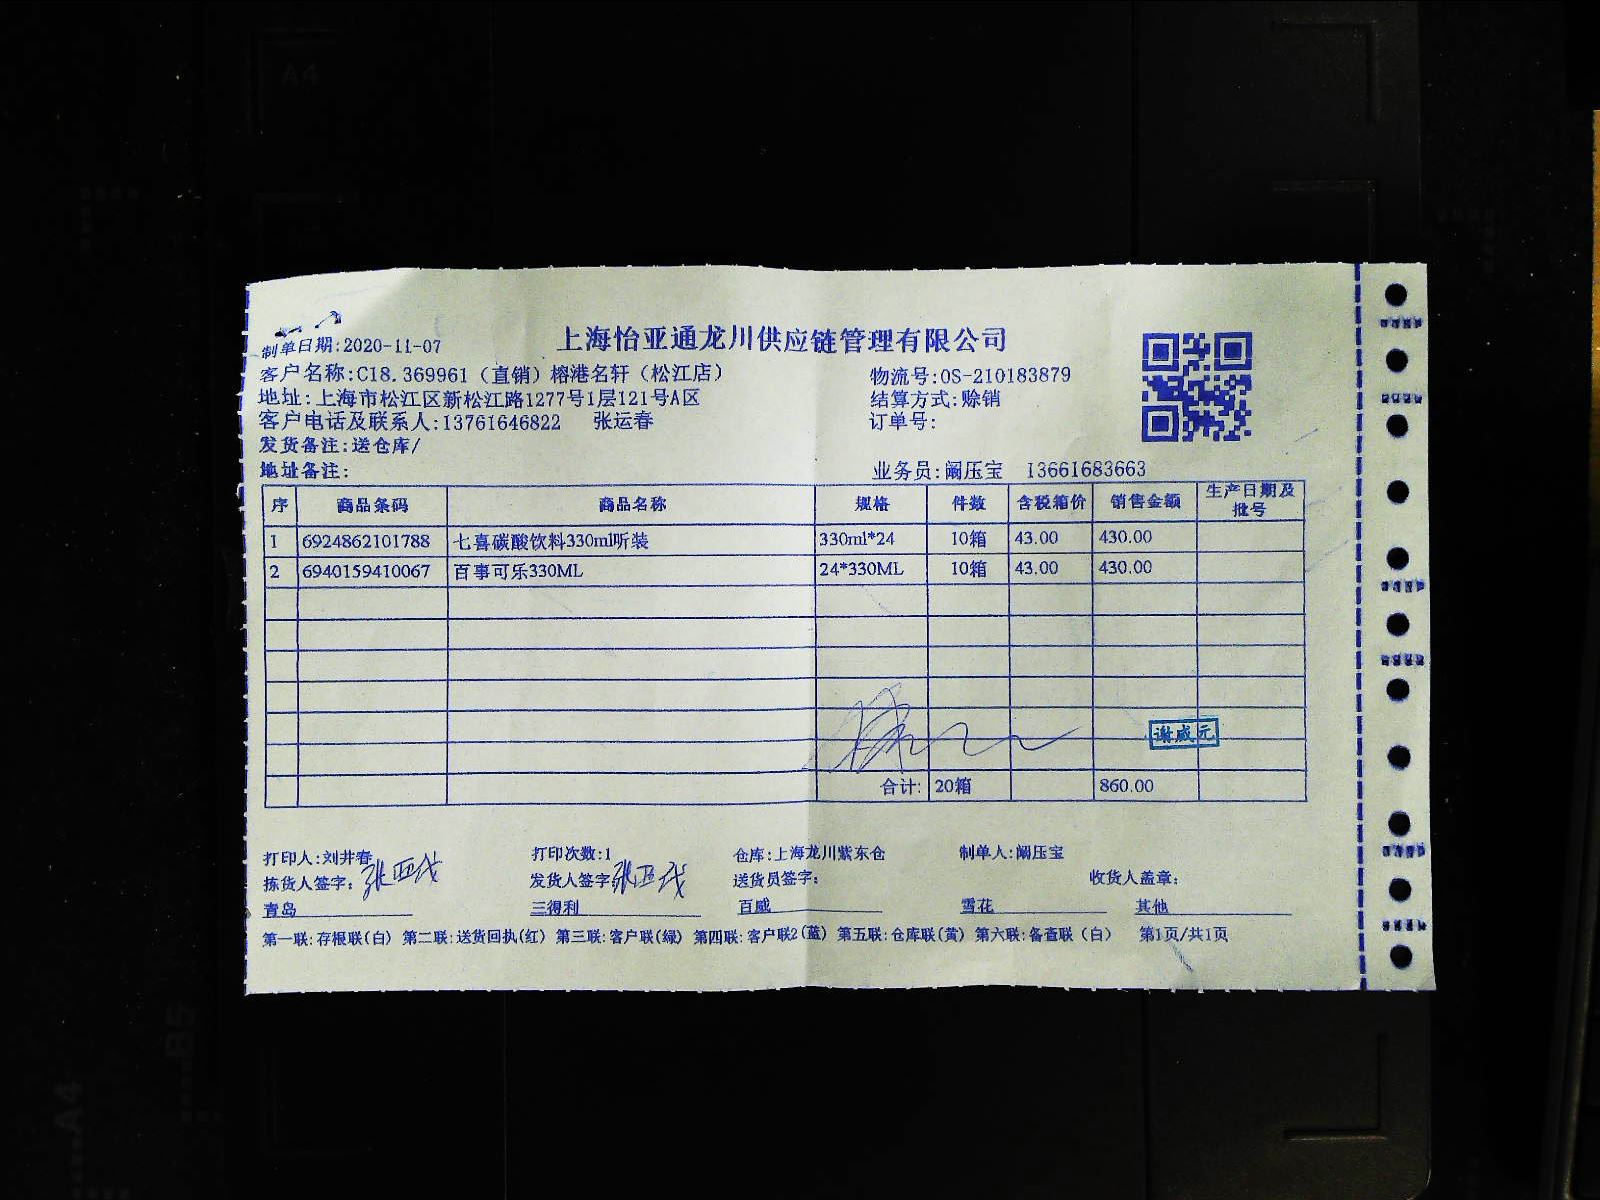 上海怡亚通龙川供应链管理有限公司
制单日期:2020-11-07
客户名称:C18.369961（直销）榕港名轩（松江店） 物流号:OS-210183879
地址:上海市松江区新松江路1277号1层121号A区 结算方式:赊销
客户电话及联系人:13761646822 张运春 订单号:
发货备注:送仓库/
地址备注: 业务员:阚压宝 13661683663
序 商品条码 商品名称 规格 件数 含税箱价 销售金额 生产日期及批号
1 6924862101788 七喜碳酸饮料330ml听装 330ml*24 10箱 43.00 430.00
2 6940159410067 百事可乐330ML 24*330ML 10箱 43.00 430.00
谢威元
合计: 20箱 860.00
打印人:刘井春 打印次数:1 仓库:上海龙川紫东仓 制单人:阚压宝
拣货人签字: 发货人签字: 送货员签字: 收货人盖章:
青岛 三得利 百威 雪花 其他
第一联:存根联(白) 第二联:送货回执(红) 第三联:客户联(绿) 第四联:客户联2(蓝) 第五联:仓库联(黄) 第六联:备查联（白） 第1页/共1页
A4
B5
A4